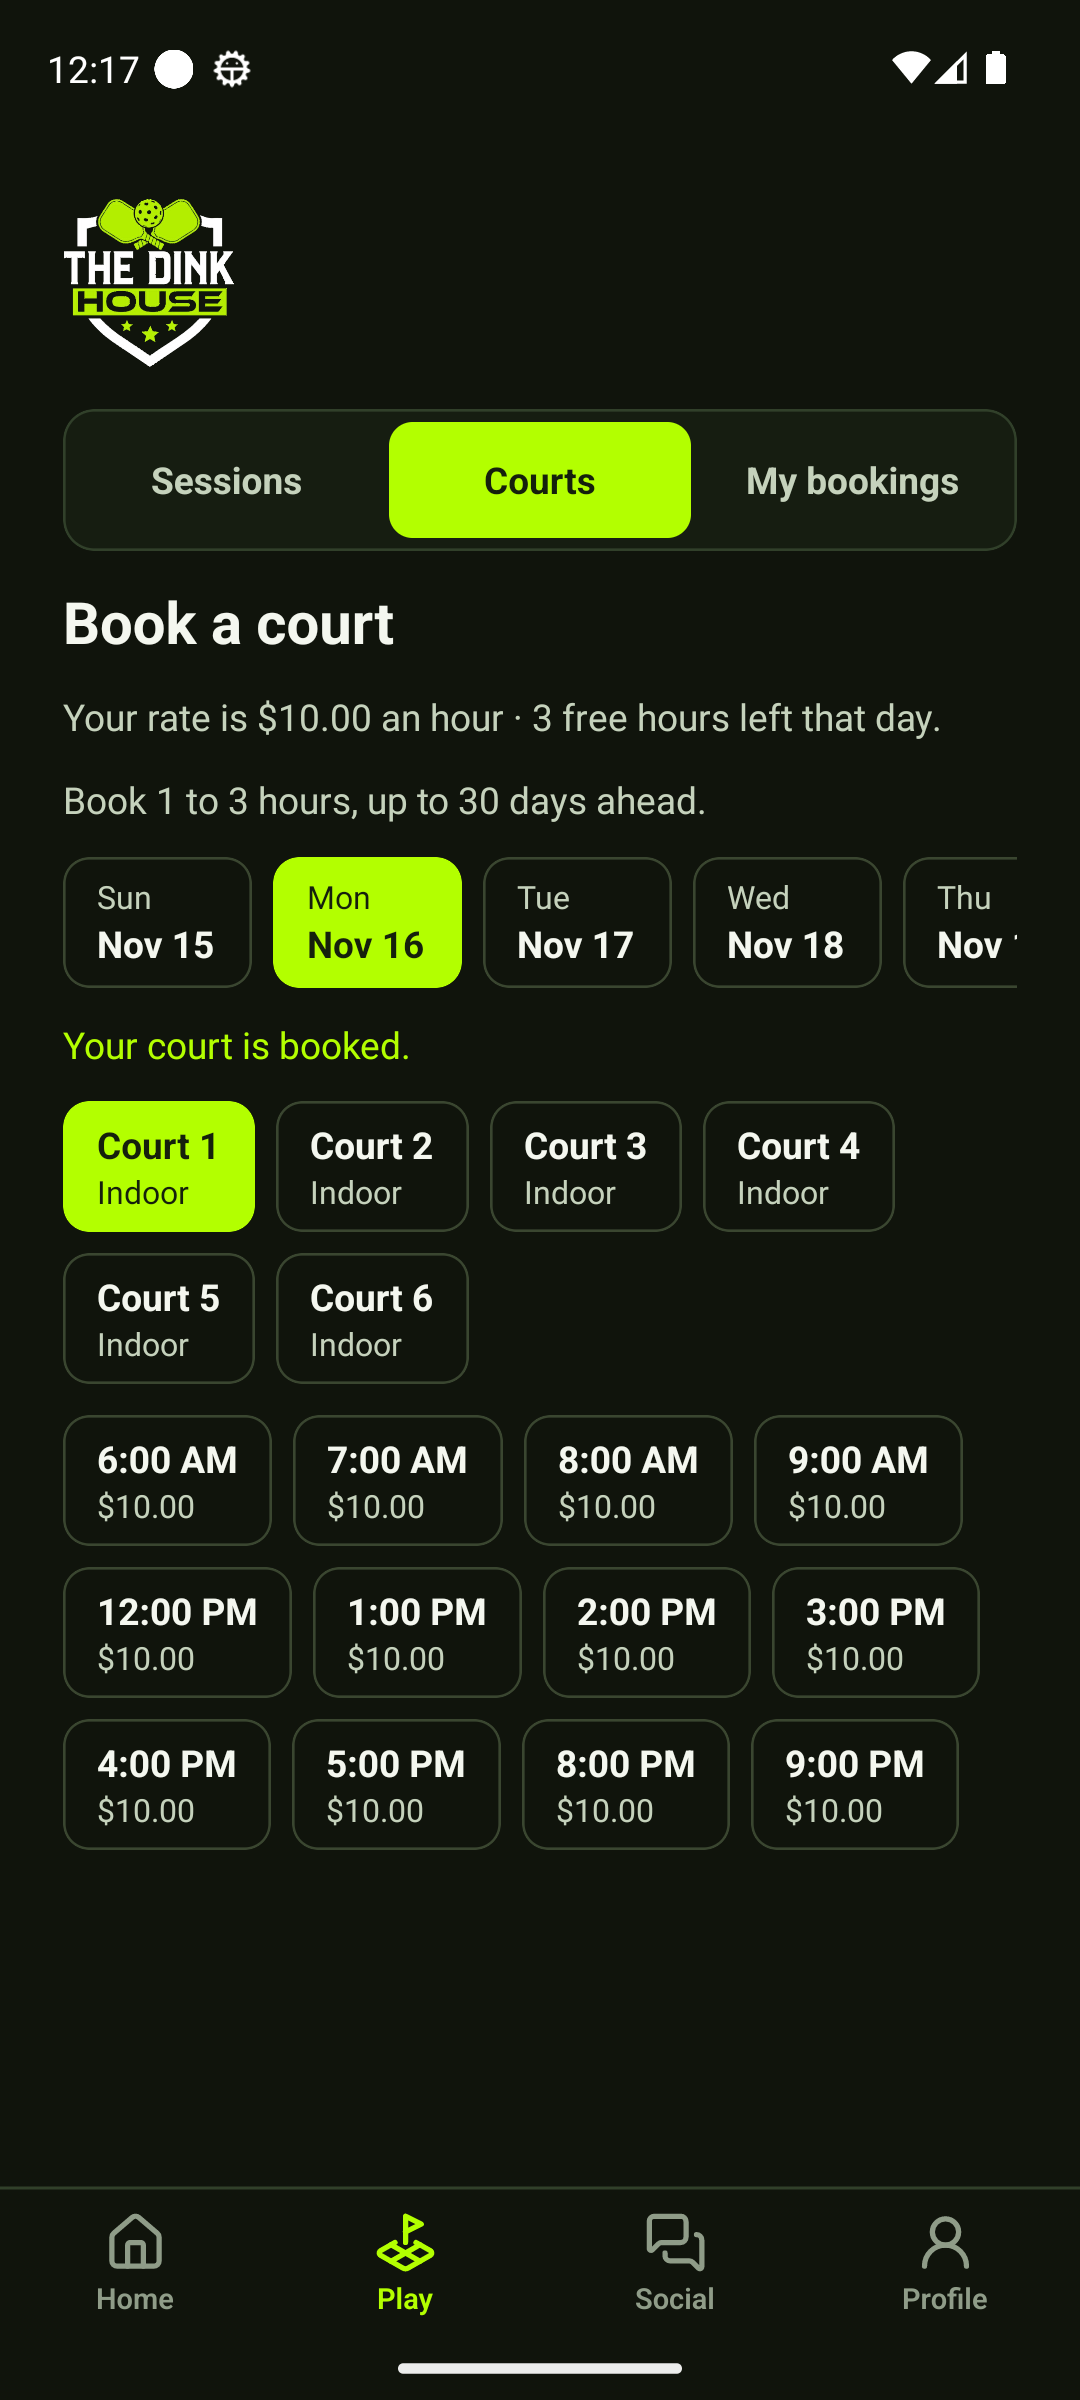 12:17
THE DINK
HOUSE
Sessions Courts My bookings
Book a court
Your rate is $10.00 an hour · 3 free hours left that day.
Book 1 to 3 hours, up to 30 days ahead.
Sun Mon Tue Wed Thu
Nov 15 Nov 16 Nov 17 Nov 18 Nov
Your court is booked.
Court 1 Court 2 Court 3 Court 4
Indoor Indoor Indoor Indoor
Court 5 Court 6
Indoor Indoor
6:00 AM 7:00 AM 8:00 AM 9:00 AM
$10.00 $10.00 $10.00 $10.00
12:00 PM 1:00 PM 2:00 PM 3:00 PM
$10.00 $10.00 $10.00 $10.00
4:00 PM 5:00 PM 8:00 PM 9:00 PM
$10.00 $10.00 $10.00 $10.00
Home Play Social Profile